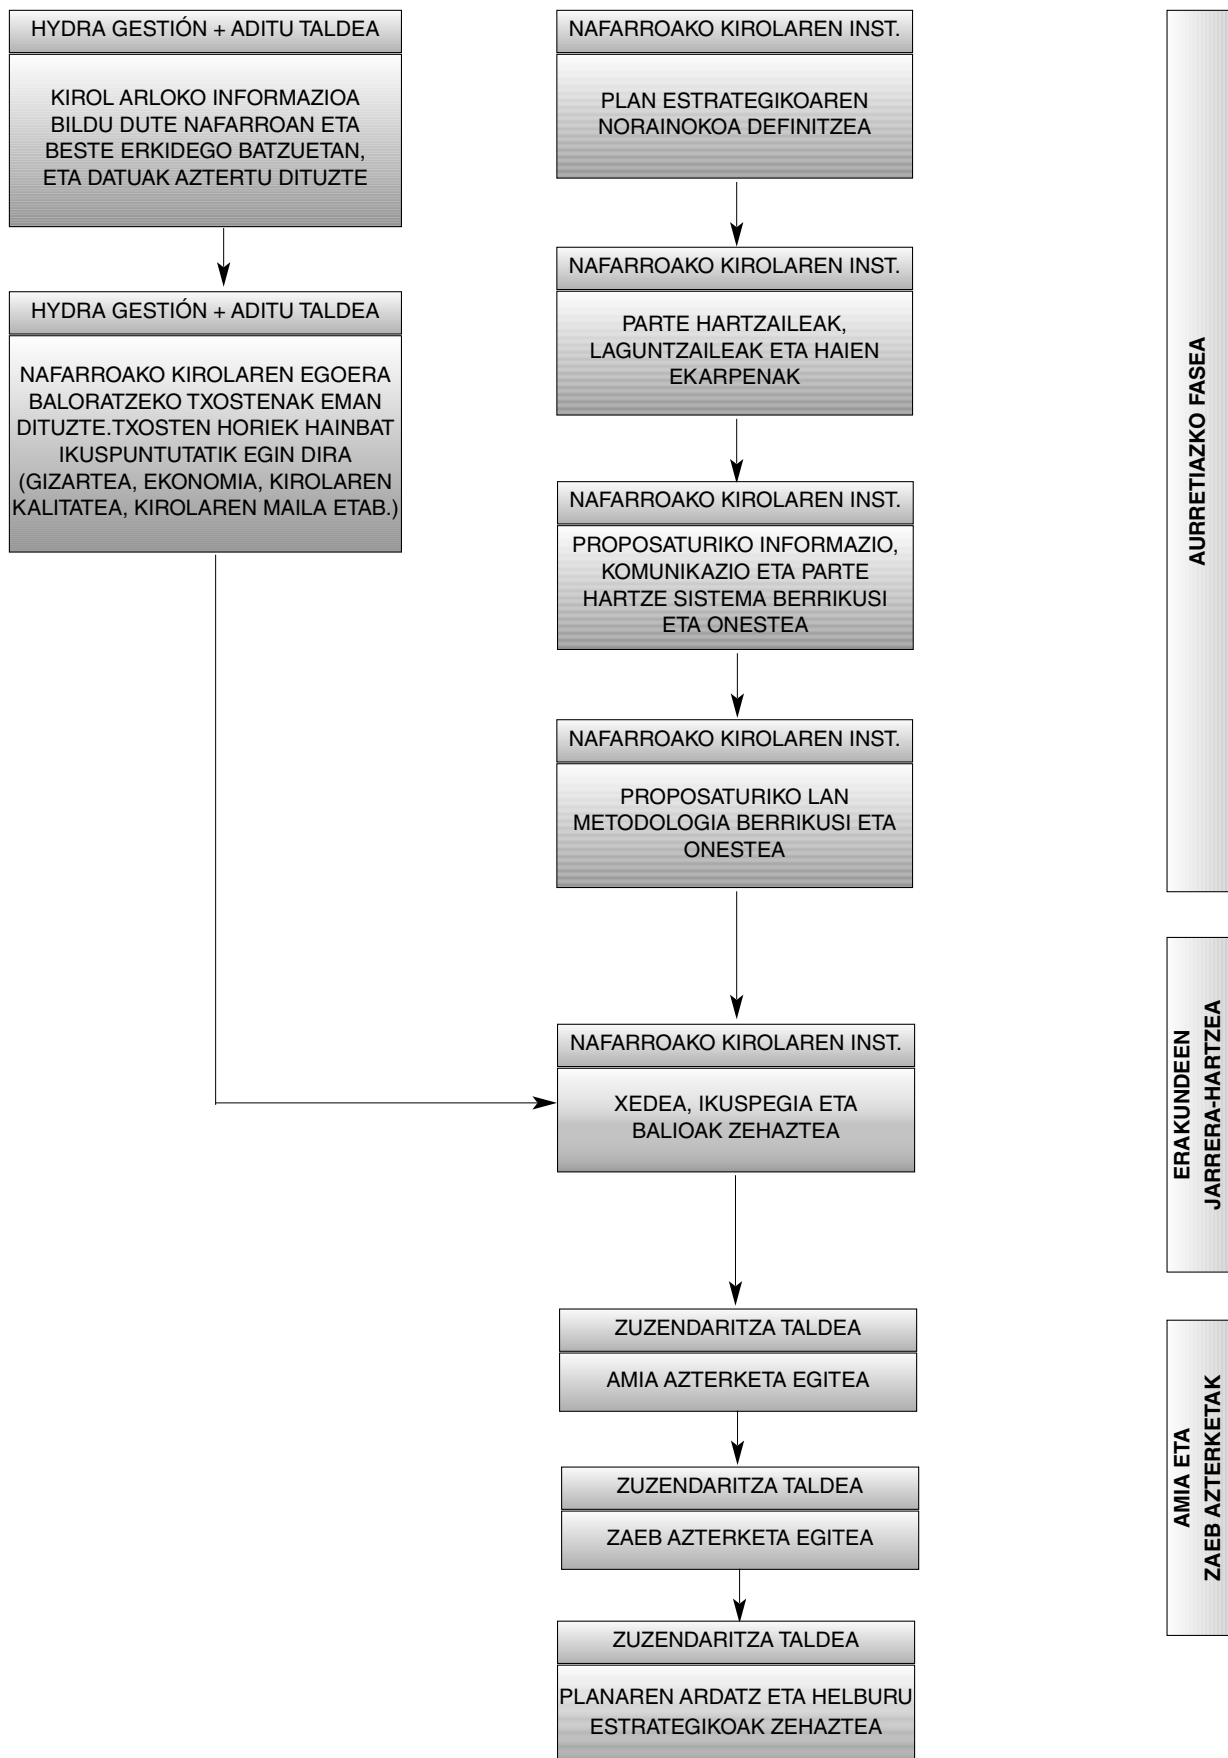 HYDRA GESTIÓN + ADITU TALDEA
KIROL ARLOKO INFORMAZIOA
BILDU DUTE NAFARROAN ETA
BESTE ERKIDEGO BATZUETAN,
ETA DATUAK AZTERTU DITUZTE
HYDRA GESTIÓN + ADITU TALDEA
NAFARROAKO KIROLAREN EGOERA
BALORATZEKO TXOSTENAK EMAN
DITUZTE.TXOSTEN HORIEK HAINBAT
IKUSPUNTUTATIK EGIN DIRA
(GIZARTEA, EKONOMIA, KIROLAREN
KALITATEA, KIROLAREN MAILA ETAB.)
NAFARROAKO KIROLAREN INST.
PLAN ESTRATEGIKOAREN
NORAINOKOA DEFINITZEA
NAFARROAKO KIROLAREN INST.
PARTE HARTZAILEAK,
LAGUNTZAILEAK ETA HAIEN
EKARPENAK
NAFARROAKO KIROLAREN INST.
PROPOSATURIKO INFORMAZIO,
KOMUNIKAZIO ETA PARTE
HARTZE SISTEMA BERRIKUSI
ETA ONESTEA
NAFARROAKO KIROLAREN INST.
PROPOSATURIKO LAN
METODOLOGIA BERRIKUSI ETA
ONESTEA
NAFARROAKO KIROLAREN INST.
XEDEA, IKUSPEGIA ETA
BALIOAK ZEHAZTEA
ZUZENDARITZA TALDEA
AMIA AZTERKETA EGITEA
ZUZENDARITZA TALDEA
ZAEB AZTERKETA EGITEA
ZUZENDARITZA TALDEA
PLANAREN ARDATZ ETA HELBURU
ESTRATEGIKOAK ZEHAZTEA
AURRETIAZKO FASEA
ERAKUNDEEN
JARRERA-HARTZEA
AMIA ETA
ZAEB AZTERKETAK